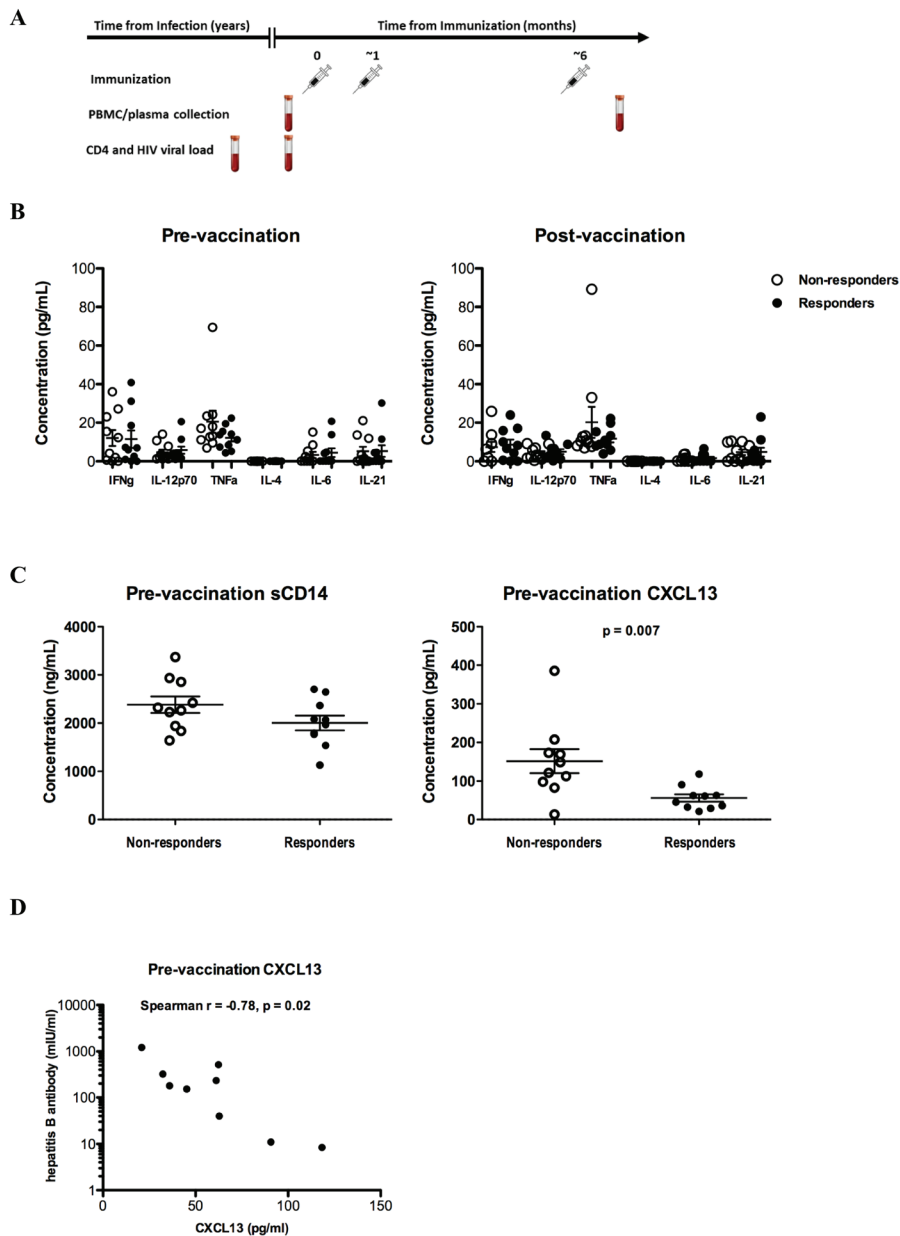 A
Time from Infection (years) Time from Immunization (months)
0 ~1 ~6
Immunization
PBMC/plasma collection
CD4 and HIV viral load
B
Pre-vaccination
Concentration (pg/mL)
100
80
60
40
20
0
IFNg IL-12p70 TNFa IL-4 IL-6 IL-21
Post-vaccination
Concentration (pg/mL)
100
80
60
40
20
0
IFNg IL-12p70 TNFa IL-4 IL-6 IL-21
Non-responders
Responders
C
Pre-vaccination sCD14
Concentration (ng/mL)
4000
3000
2000
1000
0
Non-responders Responders
Pre-vaccination CXCL13
p = 0.007
Concentration (pg/mL)
500
400
300
200
100
0
Non-responders Responders
D
Pre-vaccination CXCL13
Spearman r = -0.78, p = 0.02
hepatitis B antibody (mIU/ml)
10000
1000
100
10
1
0 50 100 150
CXCL13 (pg/ml)